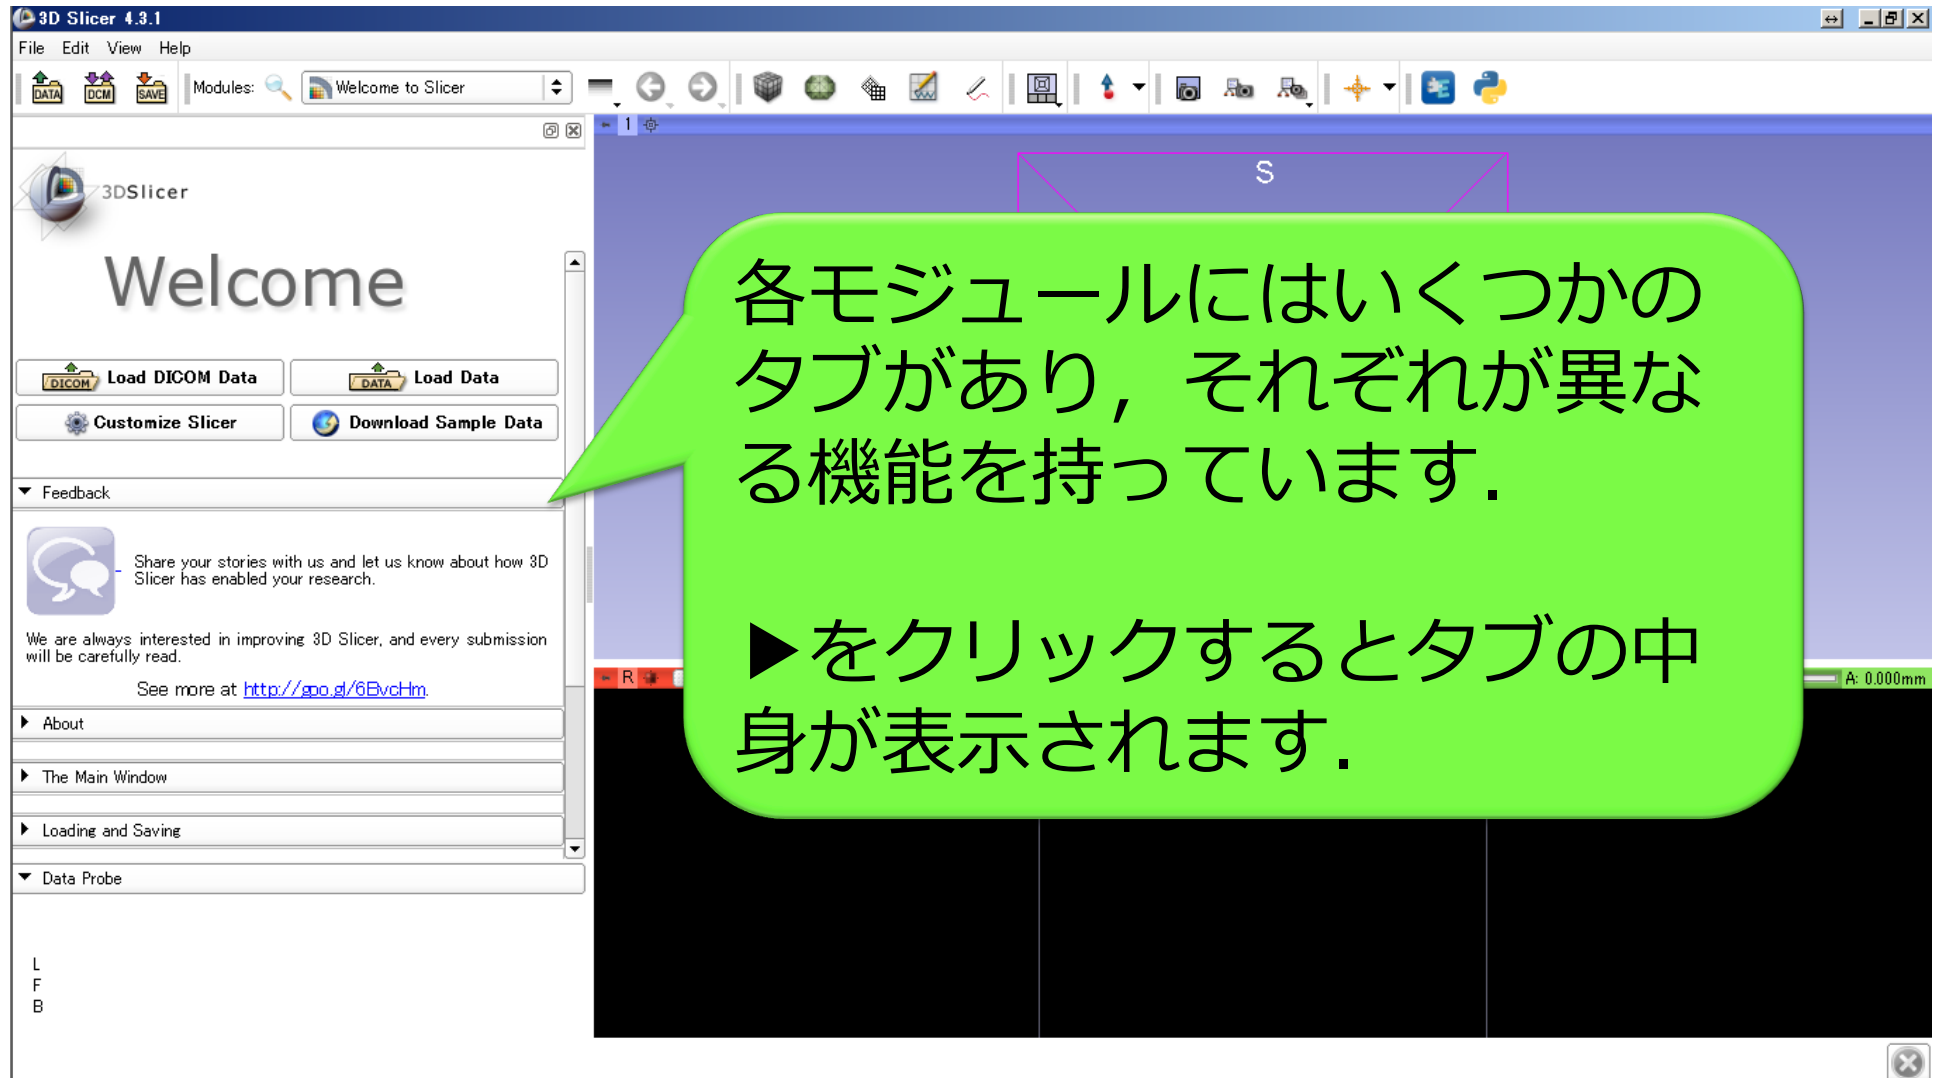 3D Slicer 4.3.1
File Edit View Help
DATA DCM SAVE Modules: Welcome to Slicer
1
S
3DSlicer
Welcome
DICOM Load DICOM Data DATA Load Data
Customize Slicer Download Sample Data
Feedback
Share your stories with us and let us know about how 3D
Slicer has enabled your research.
We are always interested in improving 3D Slicer, and every submission
will be carefully read.
See more at http://gpo.gl/6BvcHm.
About
The Main Window
Loading and Saving
Data Probe
L
F
B
各モジュールにはいくつかの
タブがあり，それぞれが異な
る機能を持っています．
▶をクリックするとタブの中
身が表示されます．
R
A: 0.000mm